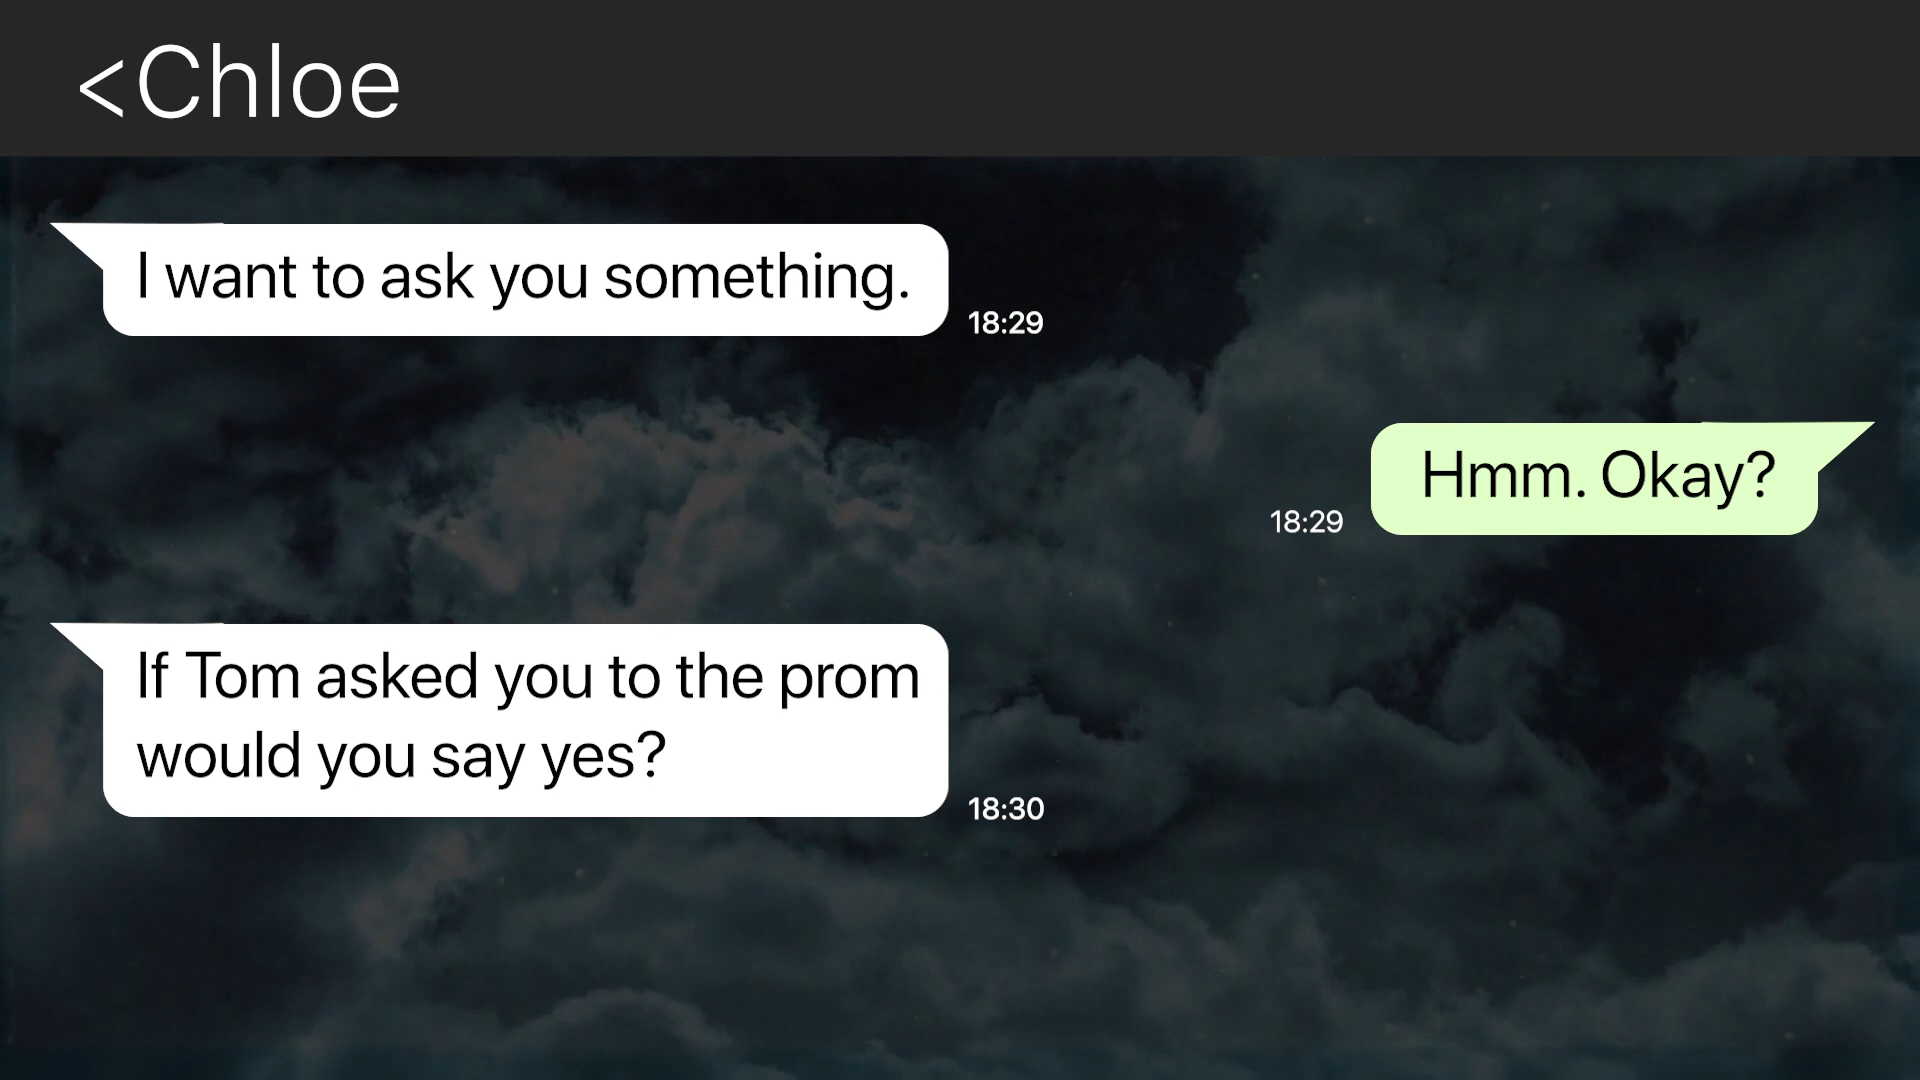 <Chloe
I want to ask you something.
18:29
Hmm. Okay?
18:29
If Tom asked you to the prom
would you say yes?
18:30